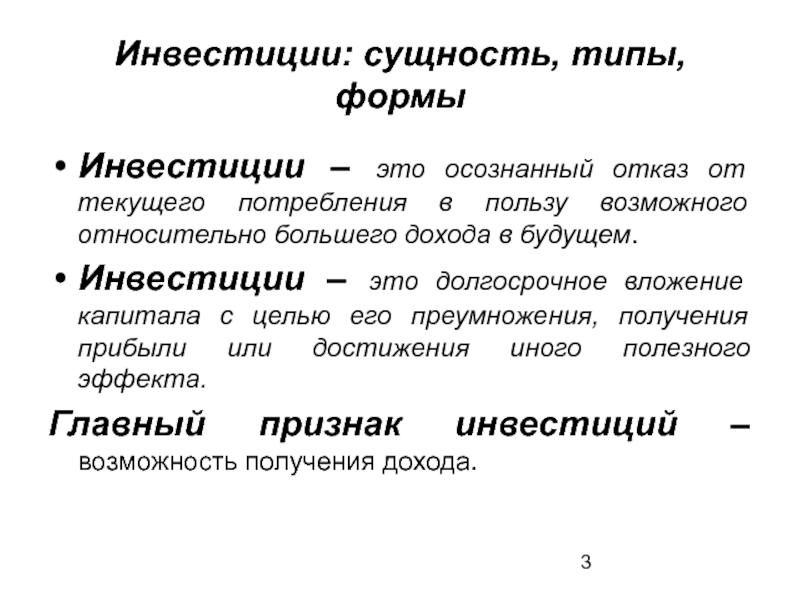 Инвестиции: сущность, типы,
формы
• Инвестиции – это осознанный отказ от
текущего потребления в пользу возможного
относительно большего дохода в будущем.
• Инвестиции – это долгосрочное вложение
капитала с целью его преумножения, получения
прибыли или достижения иного полезного
эффекта.
Главный признак инвестиций –
возможность получения дохода.
3